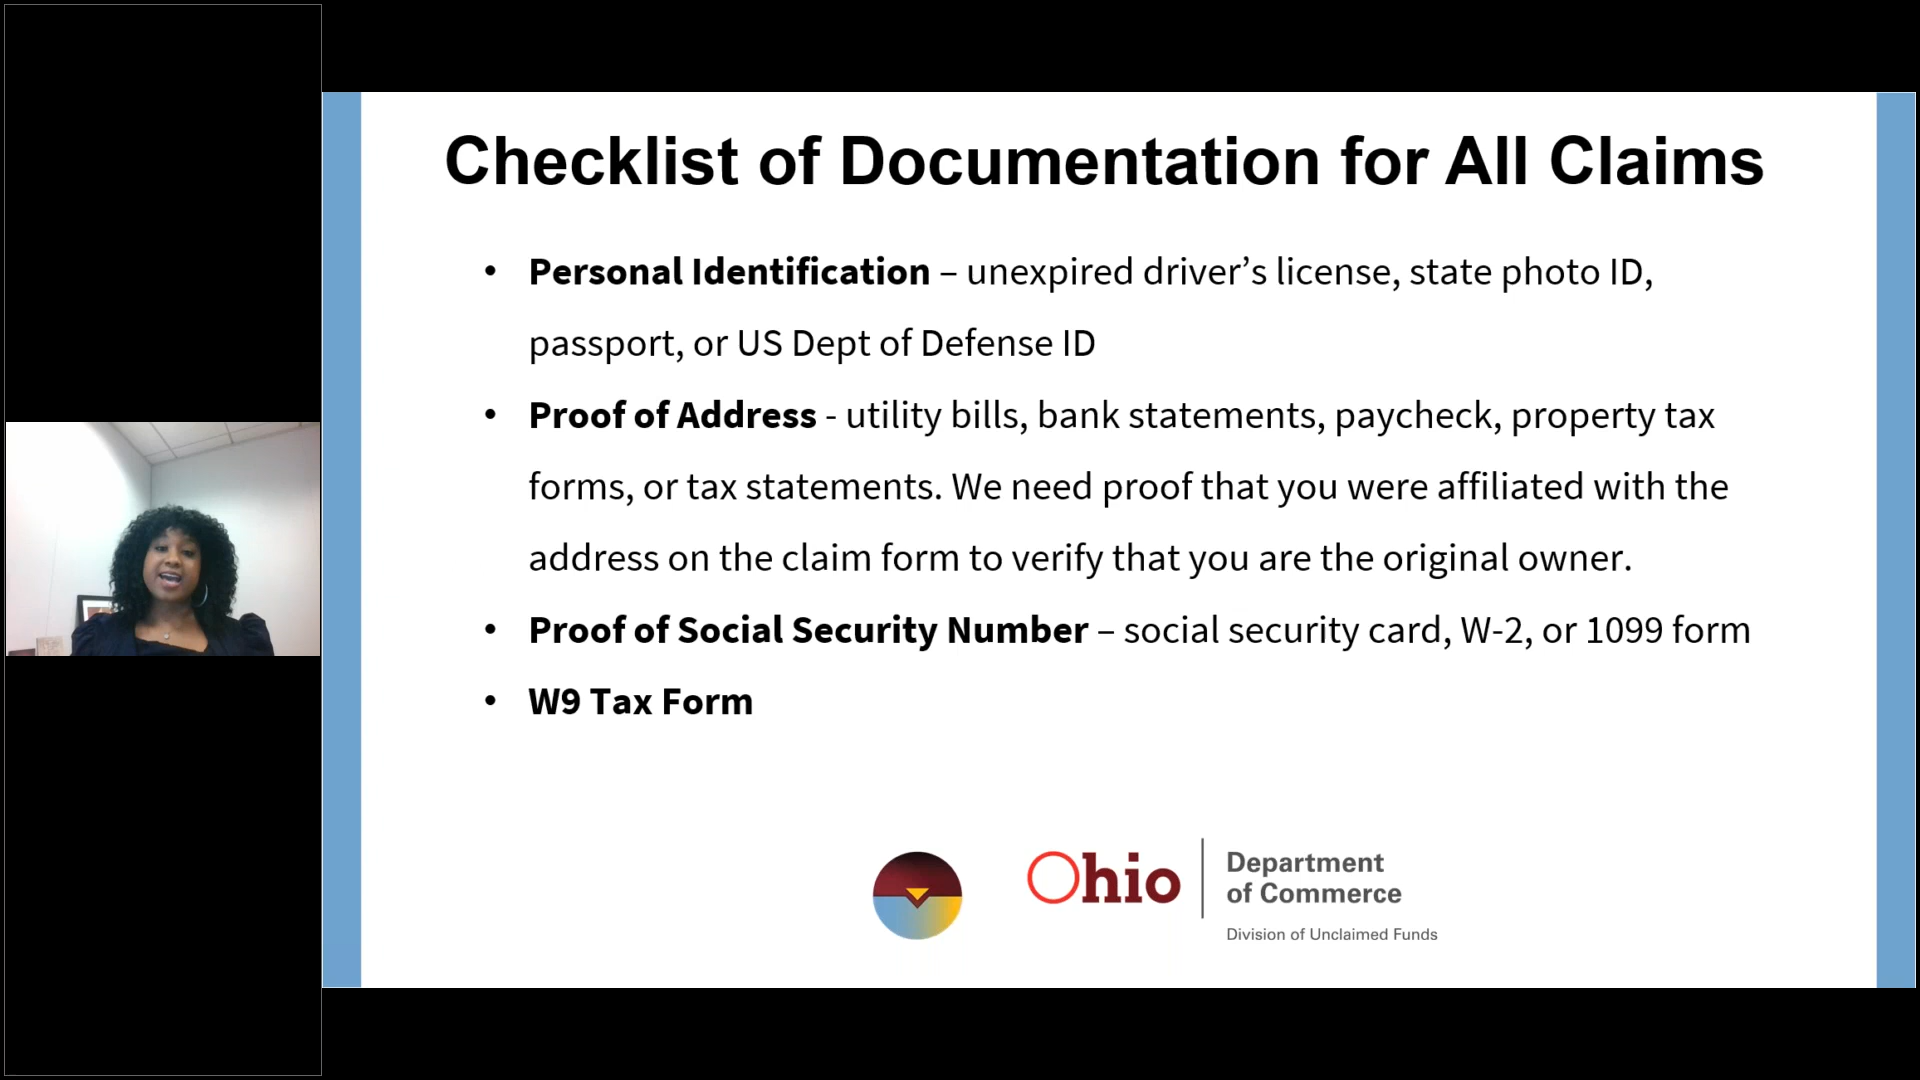 Checklist of Documentation for All Claims
• Personal Identification – unexpired driver’s license, state photo ID,
passport, or US Dept of Defense ID
• Proof of Address - utility bills, bank statements, paycheck, property tax
forms, or tax statements. We need proof that you were affiliated with the
address on the claim form to verify that you are the original owner.
• Proof of Social Security Number – social security card, W-2, or 1099 form
• W9 Tax Form
Ohio
Department
of Commerce
Division of Unclaimed Funds